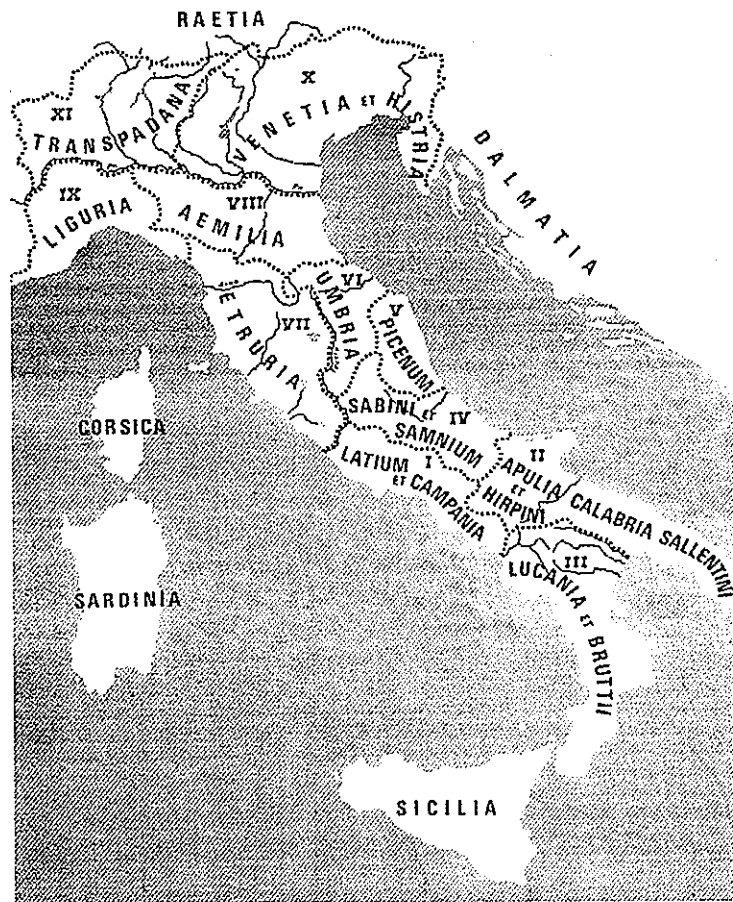 RAETIA
XI
TRANSPADANA
X
VENETIA ET HISTRIA
DALMATIA
IX
LIGURIA
VIII
AEMILIA
VI
UMBRIA
V
PICENUM
VII
ETRURIA
SABINI ET
SAMNIUM
IV
CORSICA
I
LATIUM
ET CAMPANIA
II
APULIA
ET
HIRPINI
CALABRIA SALLENTINI
III
LUCANIA ET BRUTTII
SARDINIA
SICILIA